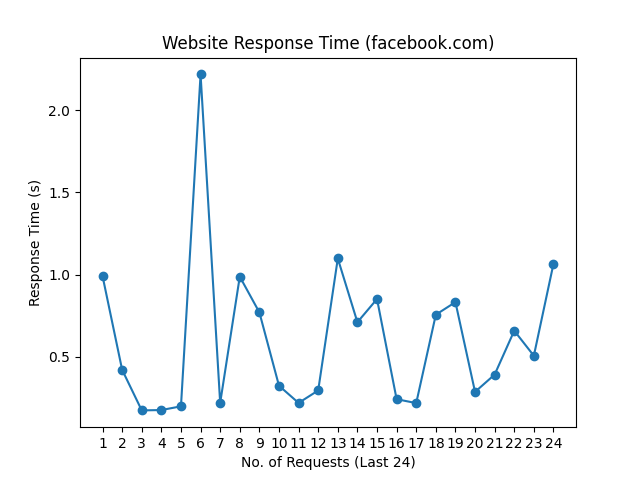 Website Response Time (facebook.com)
2.0
1.5
1.0
0.5
Response Time (s)
1 2 3 4 5 6 7 8 9 10 11 12 13 14 15 16 17 18 19 20 21 22 23 24
No. of Requests (Last 24)